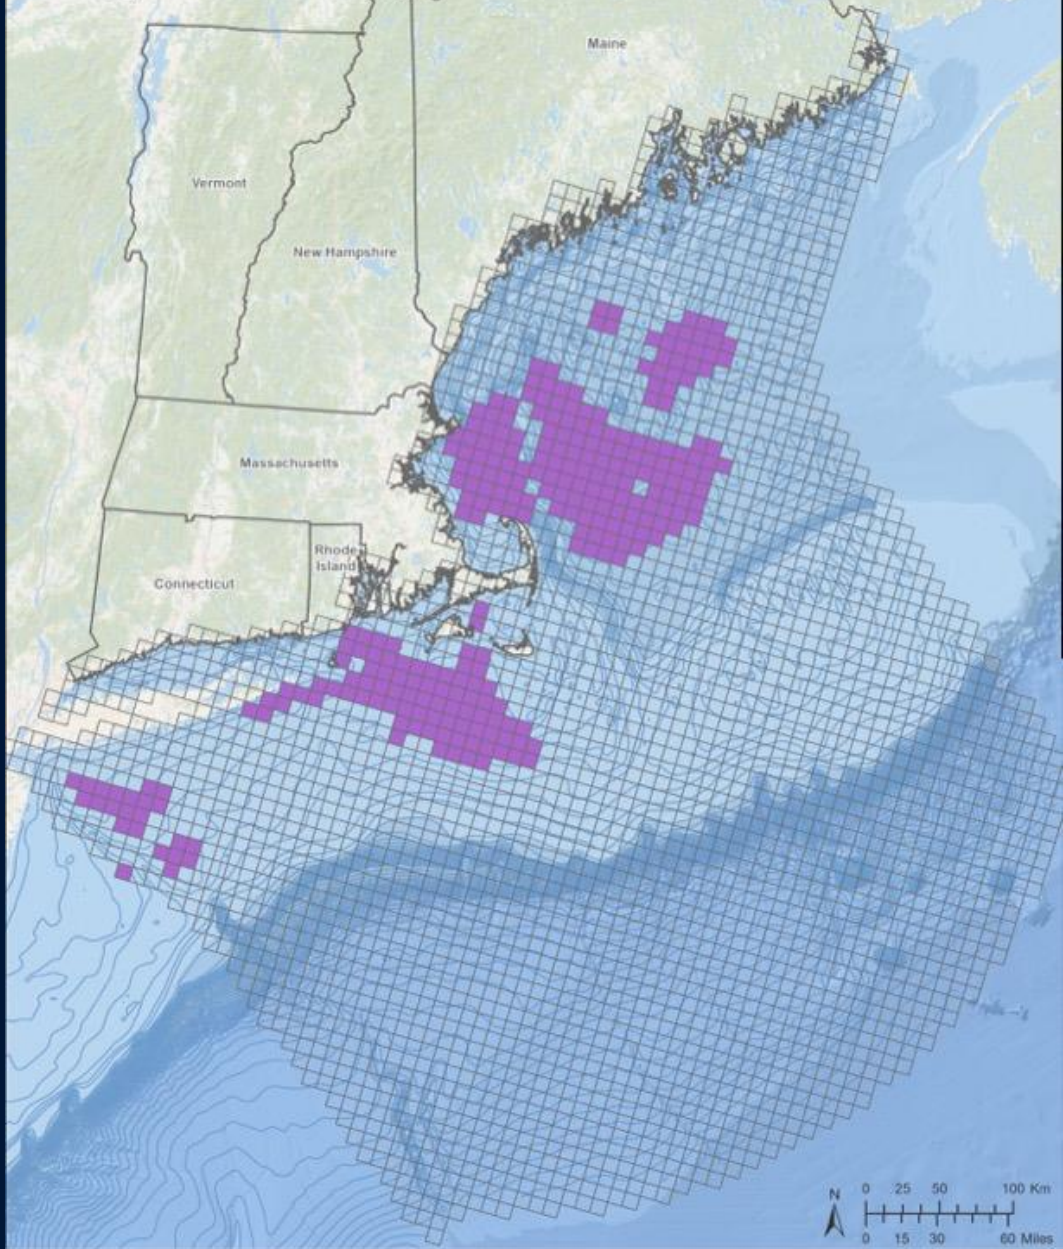 Maine
Vermont
New Hampshire
Massachusetts
Rhode
Island
Connecticut
N
0 25 50 100 Km
0 15 30 60 Miles